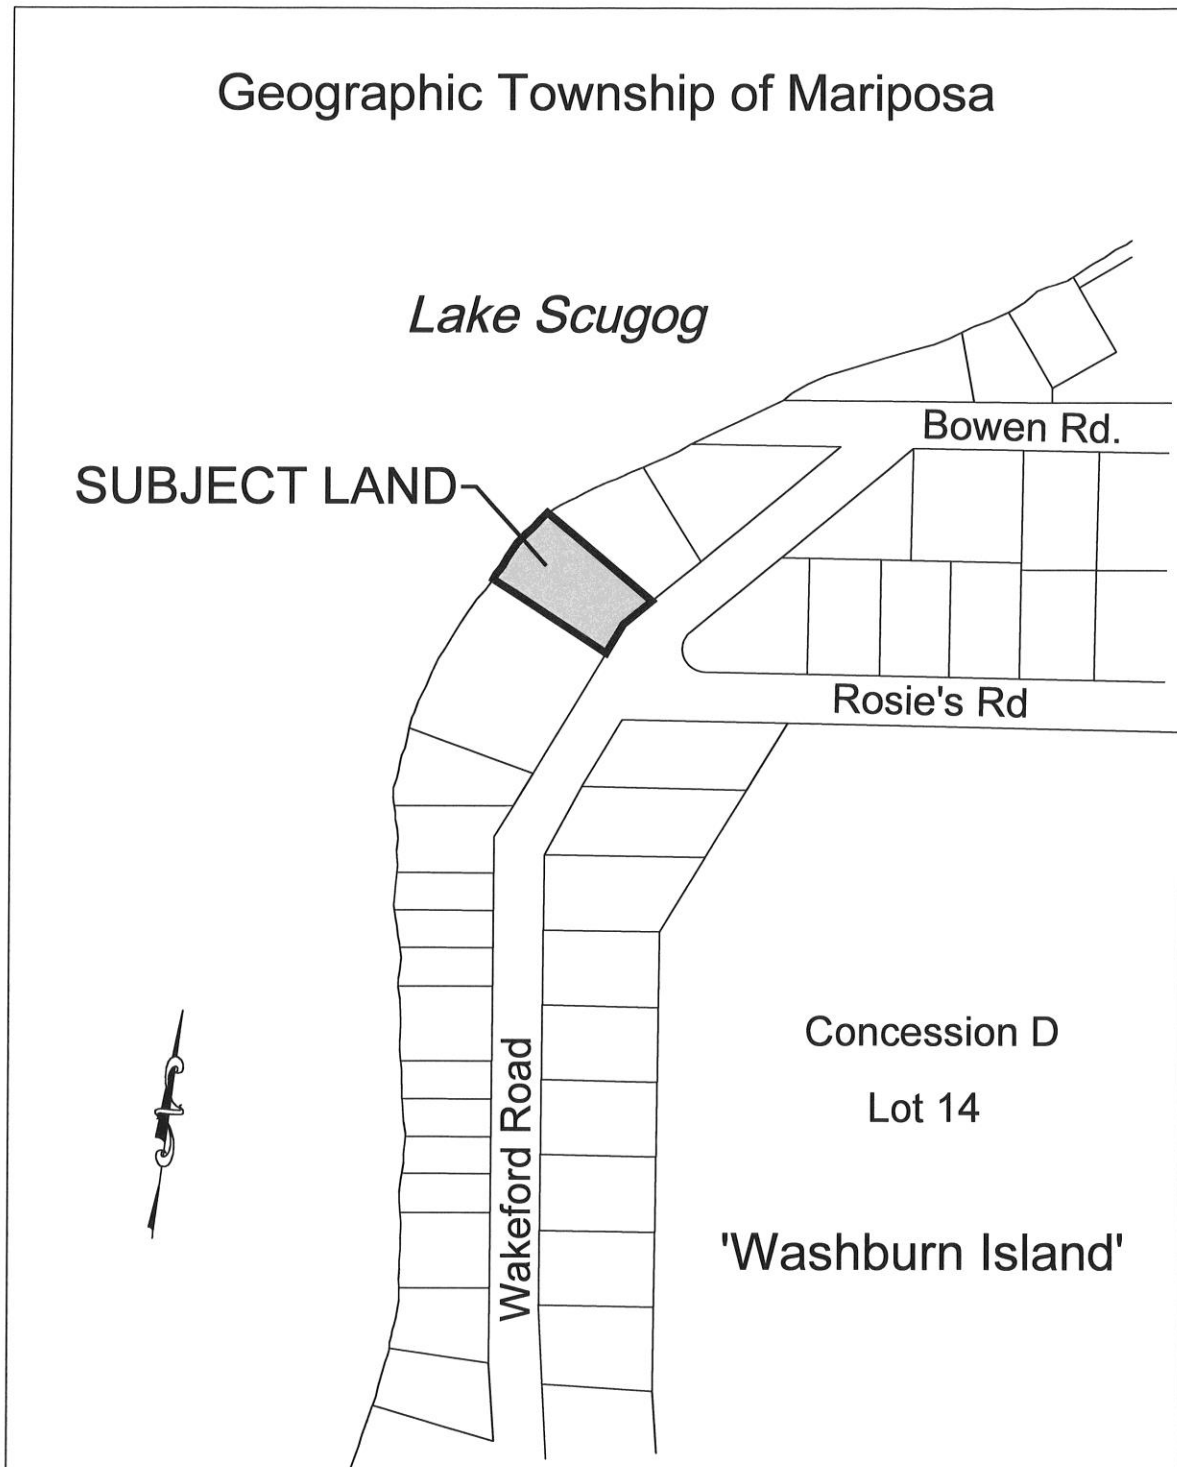 Geographic Township of Mariposa
Lake Scugog
Bowen Rd.
SUBJECT LAND
Rosie's Rd
Concession D
Lot 14
Wakeford Road
'Washburn Island'